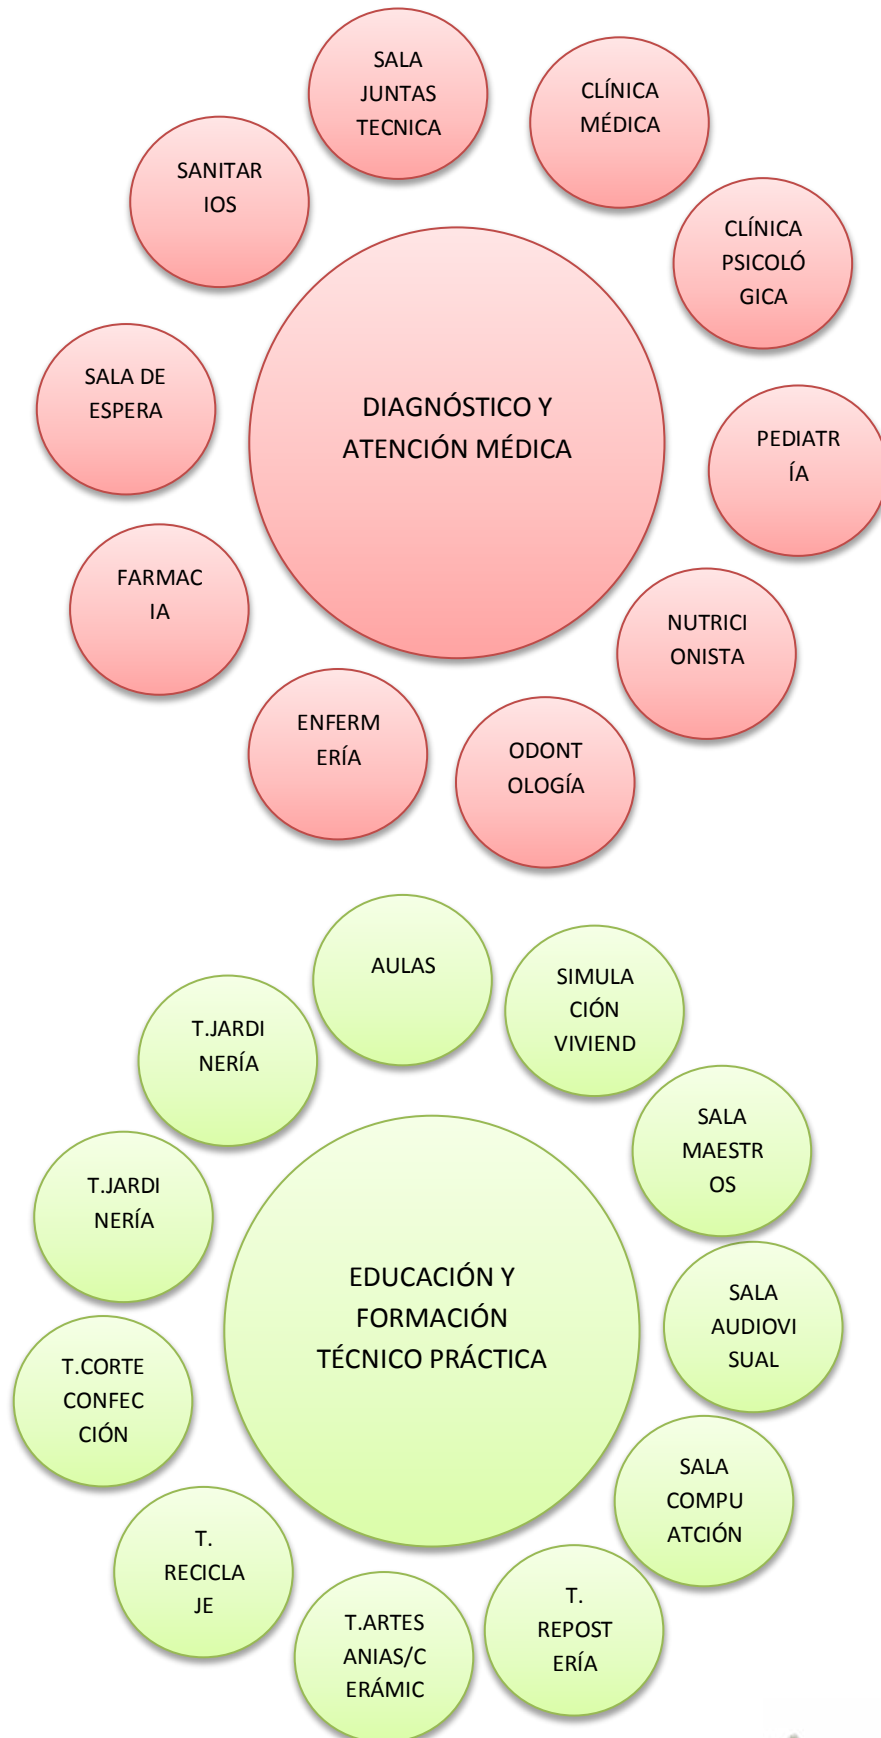 SALA
JUNTAS
TECNICA
CLÍNICA
MÉDICA
SANITAR
IOS
CLÍNICA
PSICOLÓ
GICA
SALA DE
ESPERA
DIAGNÓSTICO Y
ATENCIÓN MÉDICA
PEDIATR
ÍA
FARMAC
IA
NUTRICI
ONISTA
ENFERM
ERÍA
ODONT
OLOGÍA
AULAS
SIMULA
CIÓN
VIVIEND
T.JARDI
NERÍA
SALA
MAESTR
OS
T.JARDI
NERÍA
EDUCACIÓN Y
FORMACIÓN
TÉCNICO PRÁCTICA
SALA
AUDIOVI
SUAL
T.CORTE
CONFEC
CIÓN
SALA
COMPU
ATCIÓN
T.
RECICLA
JE
T.
REPOST
ERÍA
T.ARTES
ANIAS/C
ERÁMIC